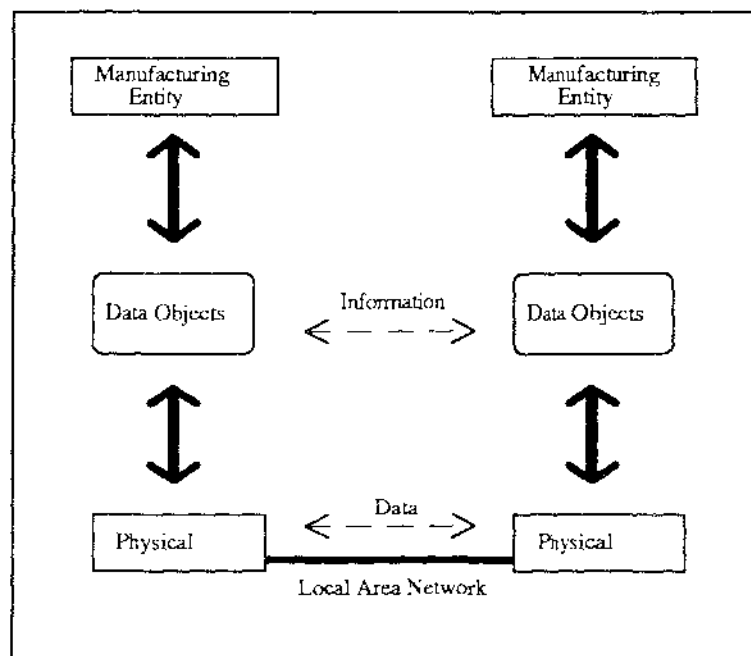 Manufacturing
Entity
Manufacturing
Entity
Data Objects
Information
Data Objects
Physical
Data
Physical
Local Area Network